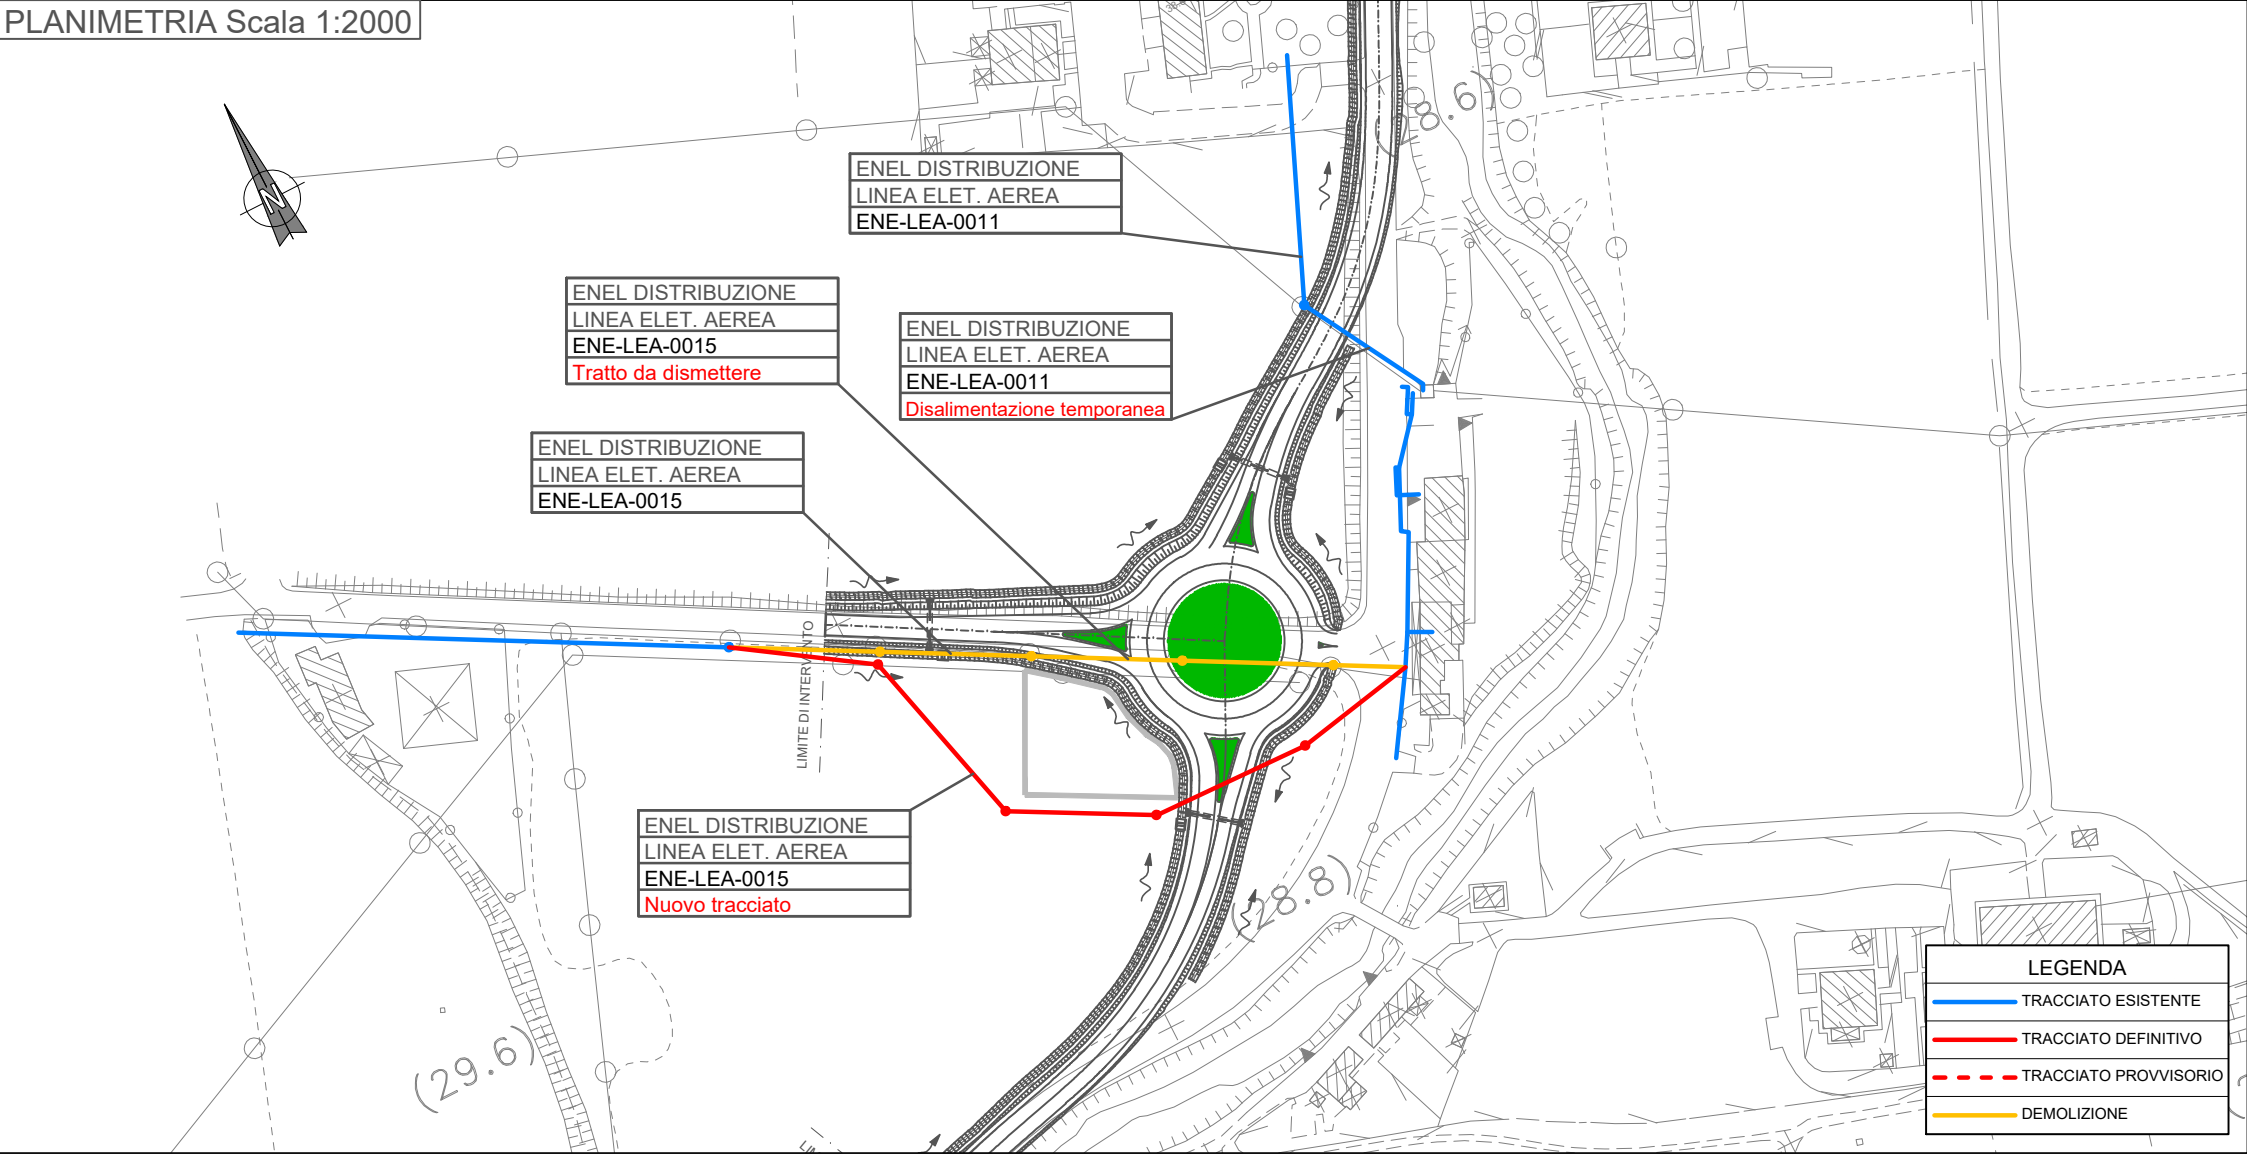 PLANIMETRIA Scala 1:2000
N
ENEL DISTRIBUZIONE
LINEA ELET. AEREA
ENE-LEA-0011
ENEL DISTRIBUZIONE
LINEA ELET. AEREA
ENE-LEA-0015
Tratto da dismettere
ENEL DISTRIBUZIONE
LINEA ELET. AEREA
ENE-LEA-0011
Disalimentazione temporanea
ENEL DISTRIBUZIONE
LINEA ELET. AEREA
ENE-LEA-0015
LIMITE DI INTERVENTO
ENEL DISTRIBUZIONE
LINEA ELET. AEREA
ENE-LEA-0015
Nuovo tracciato
(28.8)
(29.6)
LEGENDA
TRACCIATO ESISTENTE
TRACCIATO DEFINITIVO
TRACCIATO PROVVISORIO
DEMOLIZIONE